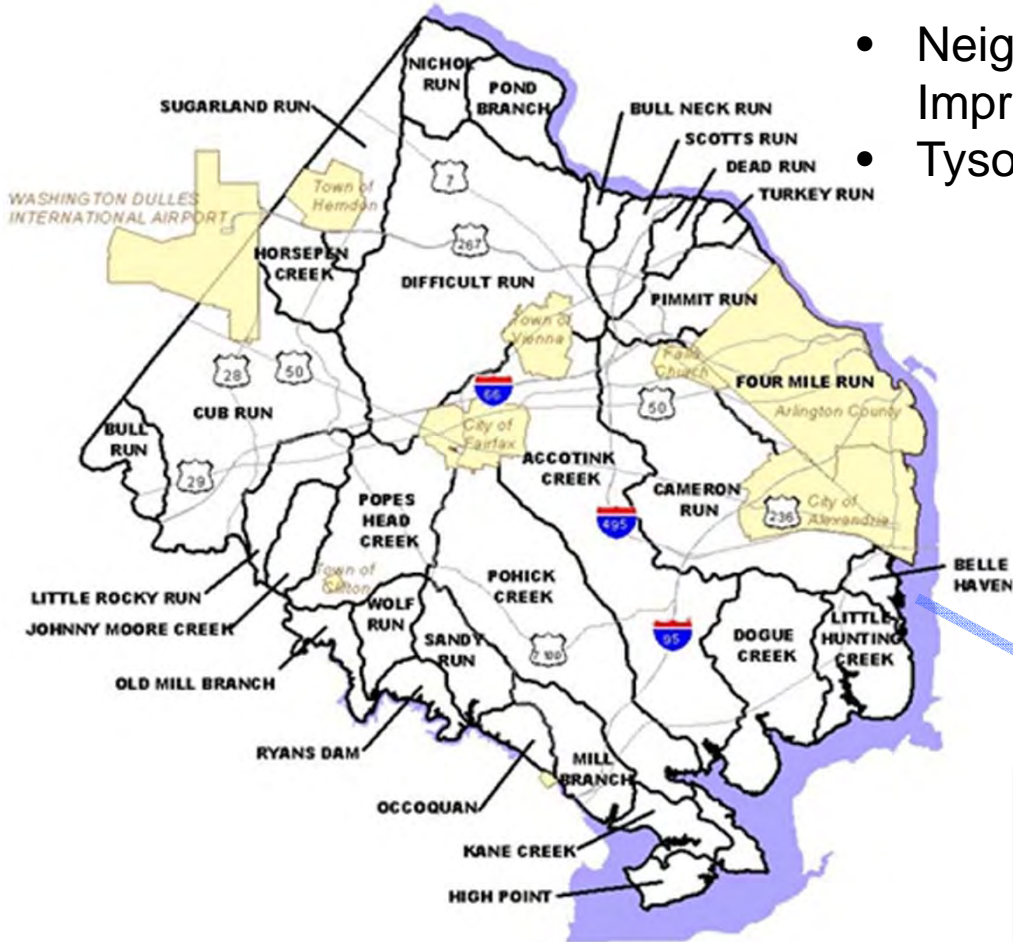 • Neig
Impr
• Tyso
NICHOL
RUN
POND
BRANCH
SUGARLAND RUN
BULL NECK RUN
SCOTTS RUN
DEAD RUN
TURKEY RUN
7
Town of
Herndon
WASHINGTON DULLES
INTERNATIONAL AIRPORT
267
HORSEPEN
CREEK
DIFFICULT RUN
PIMMIT RUN
Town of
Vienna
Falls
Church
28
50
66
50
FOUR MILE RUN
Arlington County
CUB RUN
City of
Fairfax
BULL
RUN
29
ACCOTINK
CREEK
POPES
HEAD
CREEK
CAMERON
RUN
236
City of
Alexandria
495
Town of
Clifton
POHICK
CREEK
BELLE
HAVEN
LITTLE ROCKY RUN
WOLF
RUN
JOHNNY MOORE CREEK
SANDY
RUN
7100
95
DOGUE
CREEK
LITTLE
HUNTING
CREEK
OLD MILL BRANCH
RYANS DAM
MILL
BRANCH
OCCOQUAN
KANE CREEK
HIGH POINT